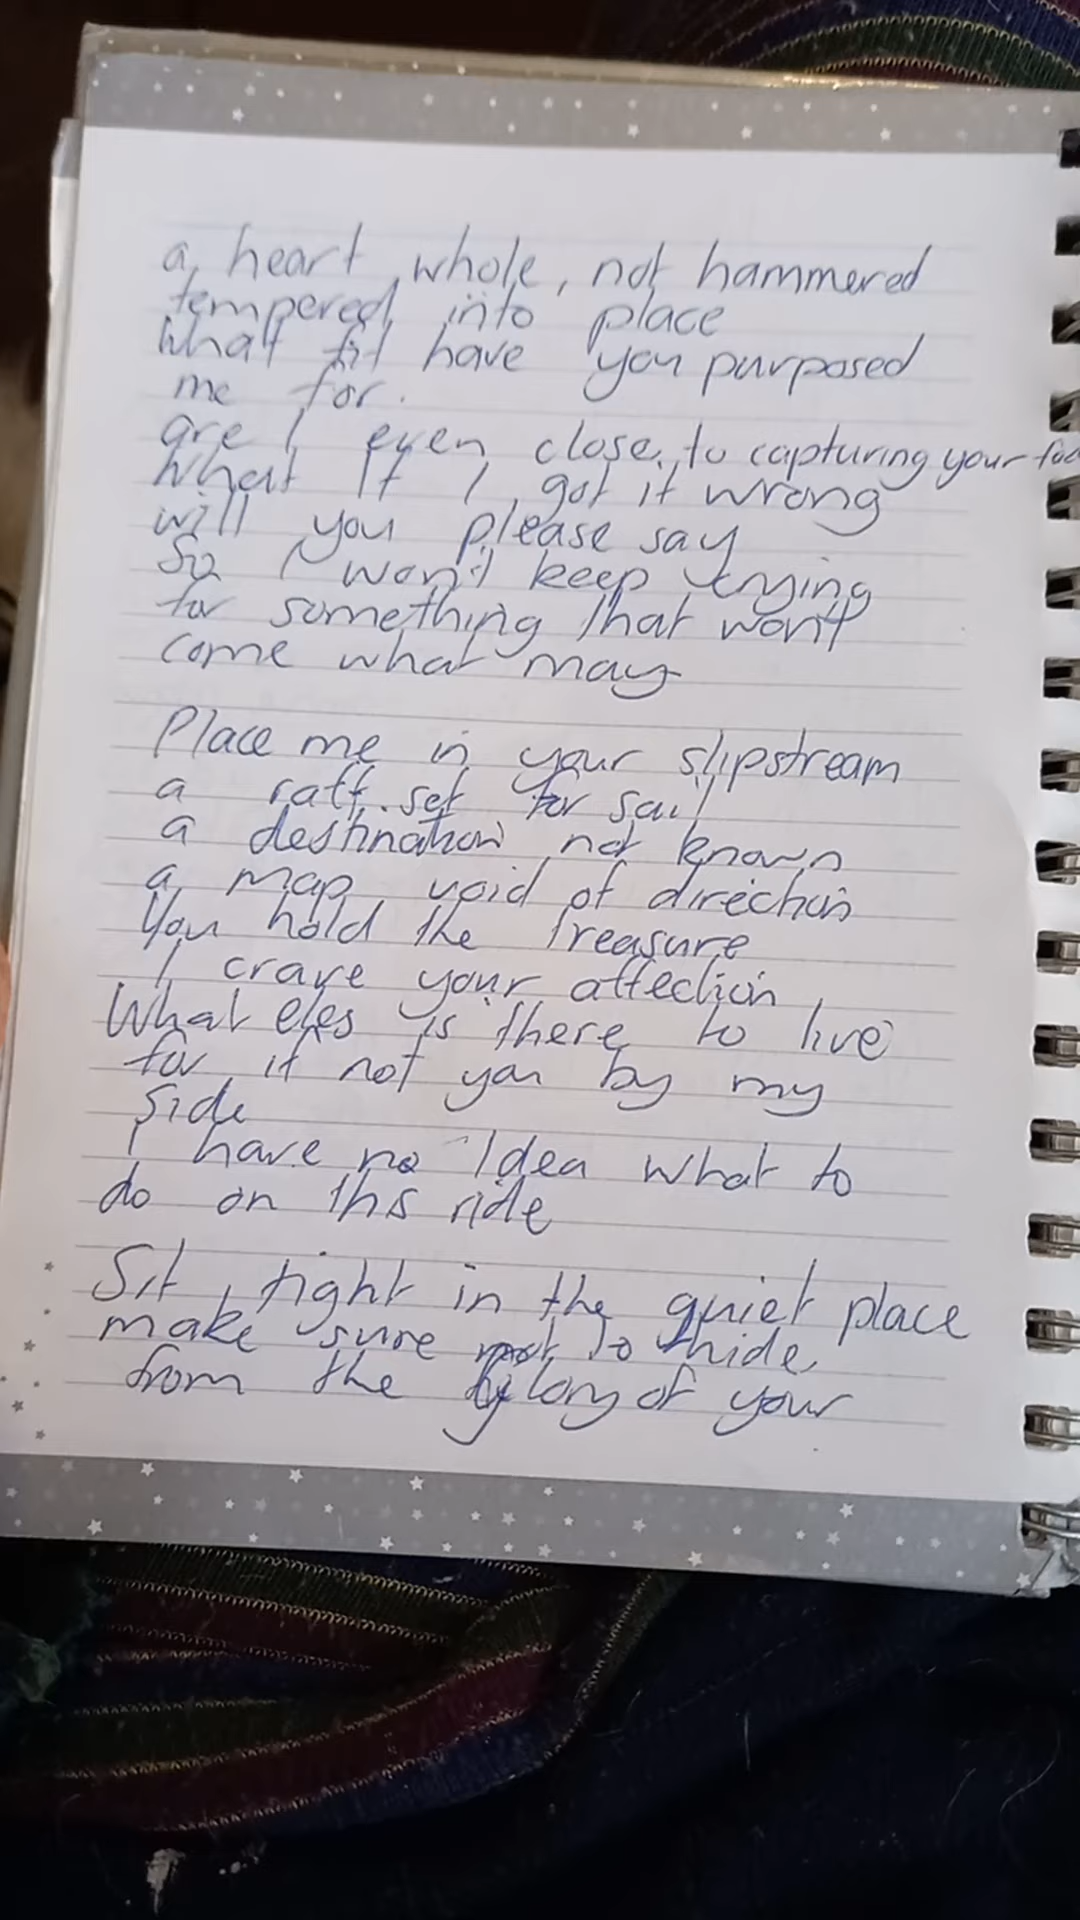 a heart whole, not hammered
tempered into place
What fit have you purposed
me for.
are I even close to capturing your
What If I got it wrong
will you please say
So I won't keep trying
for something that won't
come what may
Place me in your slipstream
a raft set for sail
a destination not known
a map void of direction
You hold the treasure
I crave your affection
What eles is there to live
for if not you by my
side
I have no Idea what to
do on this ride
Sit tight in the quiet place
make sure not to hide
from the of your